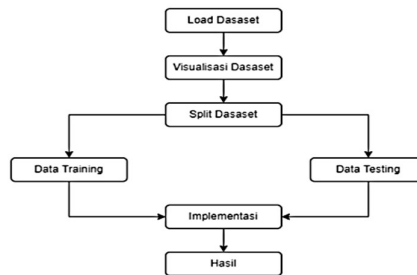 Load Dasaset
Visualisasi Dasaset
Split Dasaset
Data Training
Data Testing
Implementasi
Hasil